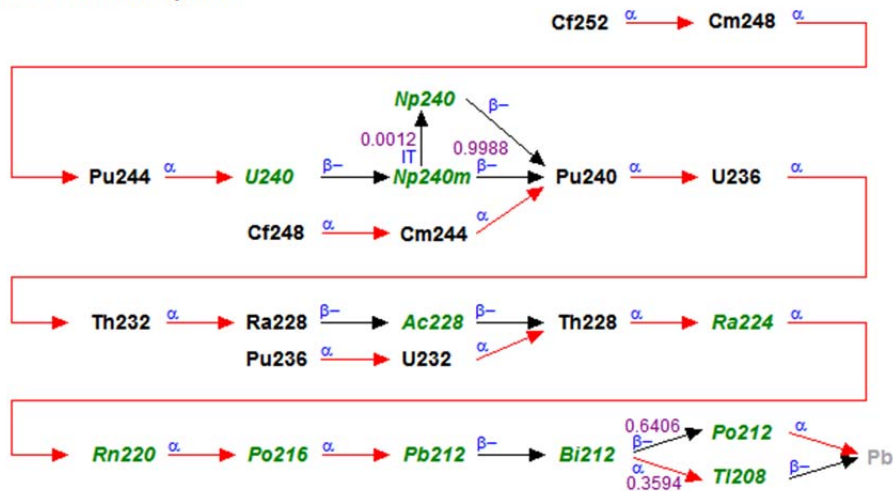 Cf252 α Cm248 α
Np240 β−
0.0012 0.9988
IT
Pu244 α U240 β− Np240m β− Pu240 α U236 α
Cf248 α Cm244 α
Th232 α Ra228 β− Ac228 β− Th228 α Ra224 α
Pu236 α U232 α
0.6406 Po212 α
Rn220 α Po216 α Pb212 β− Bi212 β− Pb
α Tl208 β−
0.3594